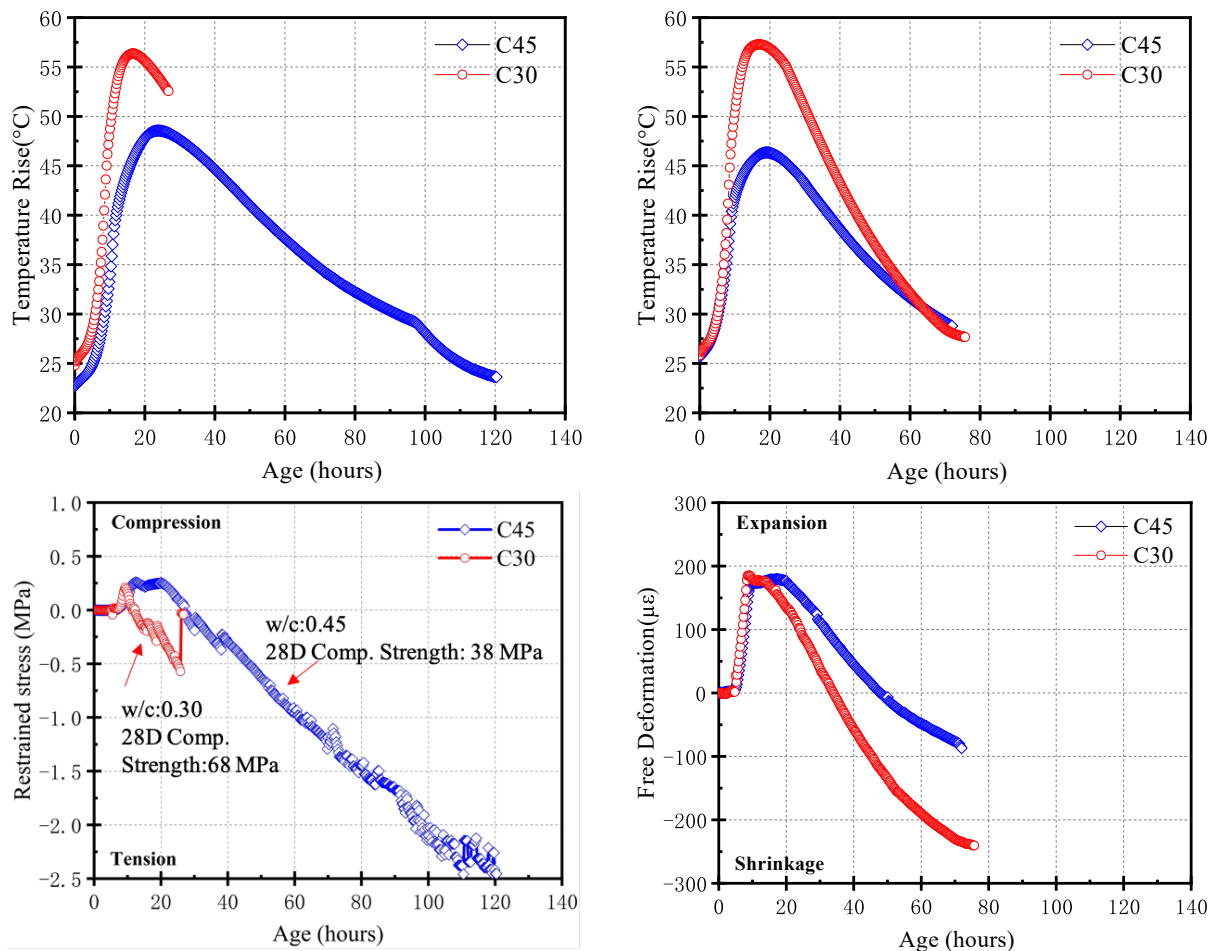 60
55
50
45
40
35
30
25
20
Temperature Rise(°C)
C45
C30
0 20 40 60 80 100 120 140
Age (hours)
60
55
50
45
40
35
30
25
20
Temperature Rise(°C)
C45
C30
0 20 40 60 80 100 120 140
Age (hours)
1.0
0.5
0.0
-0.5
-1.0
-1.5
-2.0
-2.5
Restrained stress (MPa)
Compression
C45
C30
w/c:0.45
28D Comp. Strength: 38 MPa
w/c:0.30
28D Comp.
Strength:68 MPa
Tension
0 20 40 60 80 100 120 140
Age (hours)
300
200
100
0
-100
-200
-300
Free Deformation(με)
Expansion
C45
C30
Shrinkage
0 20 40 60 80 100 120 140
Age (hours)